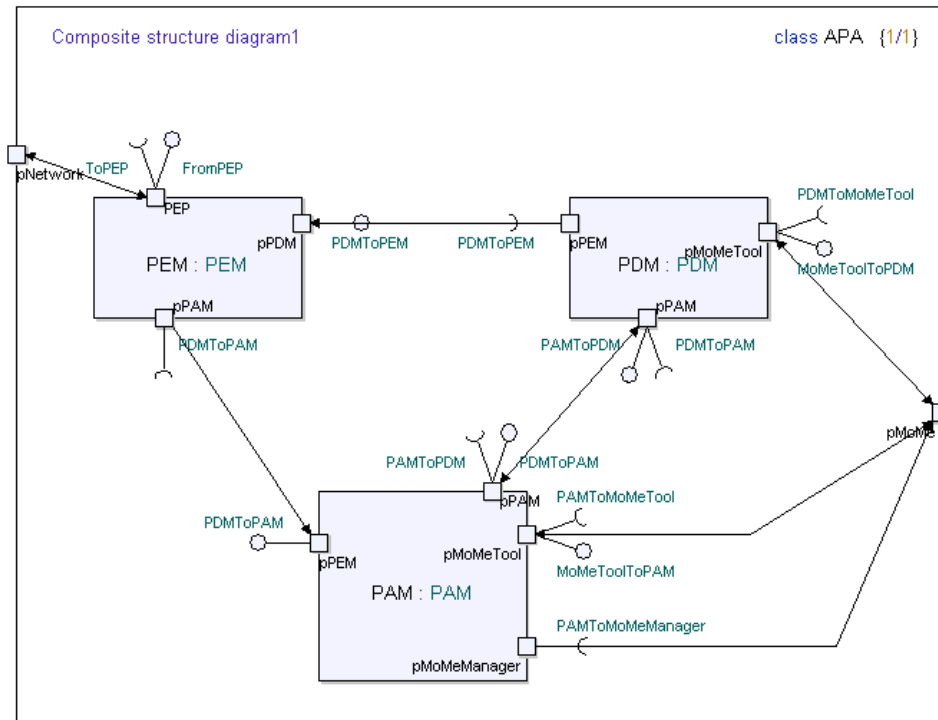 Composite structure diagram1
class APA {1/1}
pNetwork
ToPEP
FromPEP
PEP
pPDM
PEM : PEM
pPAM
PDMToPAM
PDMToPEM
PDMToPEM
pPEM
PDMToMoMeTool
pMoMeTool
MoMeToolToPDM
PDM : PDM
pPAM
PAMToPDM
PDMToPAM
pMoMe
PAMToPDM
PDMToPAM
pPAM
PDMToPAM
pPEM
PAMToMoMeTool
pMoMeTool
MoMeToolToPAM
PAM : PAM
PAMToMoMeManager
pMoMeManager